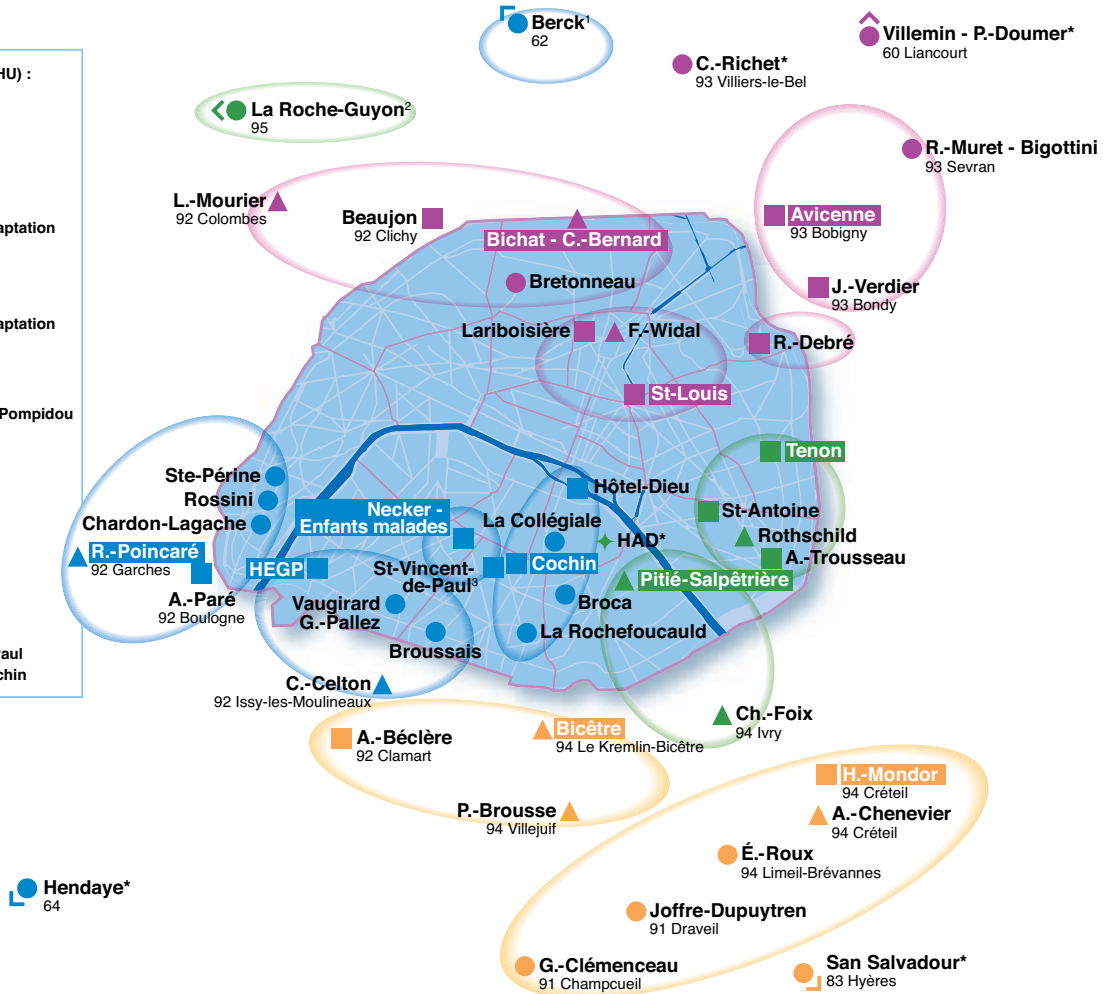 HU) :
aptation
aptation
Pompidou
Paul
chin
Berck¹
62
Villemin - P.-Doumer*
60 Liancourt
C.-Richet*
93 Villiers-le-Bel
La Roche-Guyon²
95
R.-Muret - Bigottini
93 Sevran
L.-Mourier
92 Colombes
Beaujon
92 Clichy
Bichat - C.-Bernard
Avicenne
93 Bobigny
Bretonneau
J.-Verdier
93 Bondy
Lariboisière
F.-Widal
R.-Debré
St-Louis
Tenon
Ste-Périne
Rossini
Chardon-Lagache
R.-Poincaré
92 Garches
A.-Paré
92 Boulogne
HEGP
Necker -
Enfants malades
Hôtel-Dieu
La Collégiale
HAD*
St-Antoine
Rothschild
A.-Trousseau
St-Vincent-
de-Paul³
Cochin
Pitié-Salpêtrière
Vaugirard
G.-Pallez
Broca
La Rochefoucauld
Broussais
C.-Celton
92 Issy-les-Moulineaux
Ch.-Foix
94 Ivry
A.-Béclère
92 Clamart
Bicêtre
94 Le Kremlin-Bicêtre
P.-Brousse
94 Villejuif
H.-Mondor
94 Créteil
A.-Chenevier
94 Créteil
É.-Roux
94 Limeil-Brévannes
Hendaye*
64
Joffre-Dupuytren
91 Draveil
G.-Clémenceau
91 Champcueil
San Salvadour*
83 Hyères